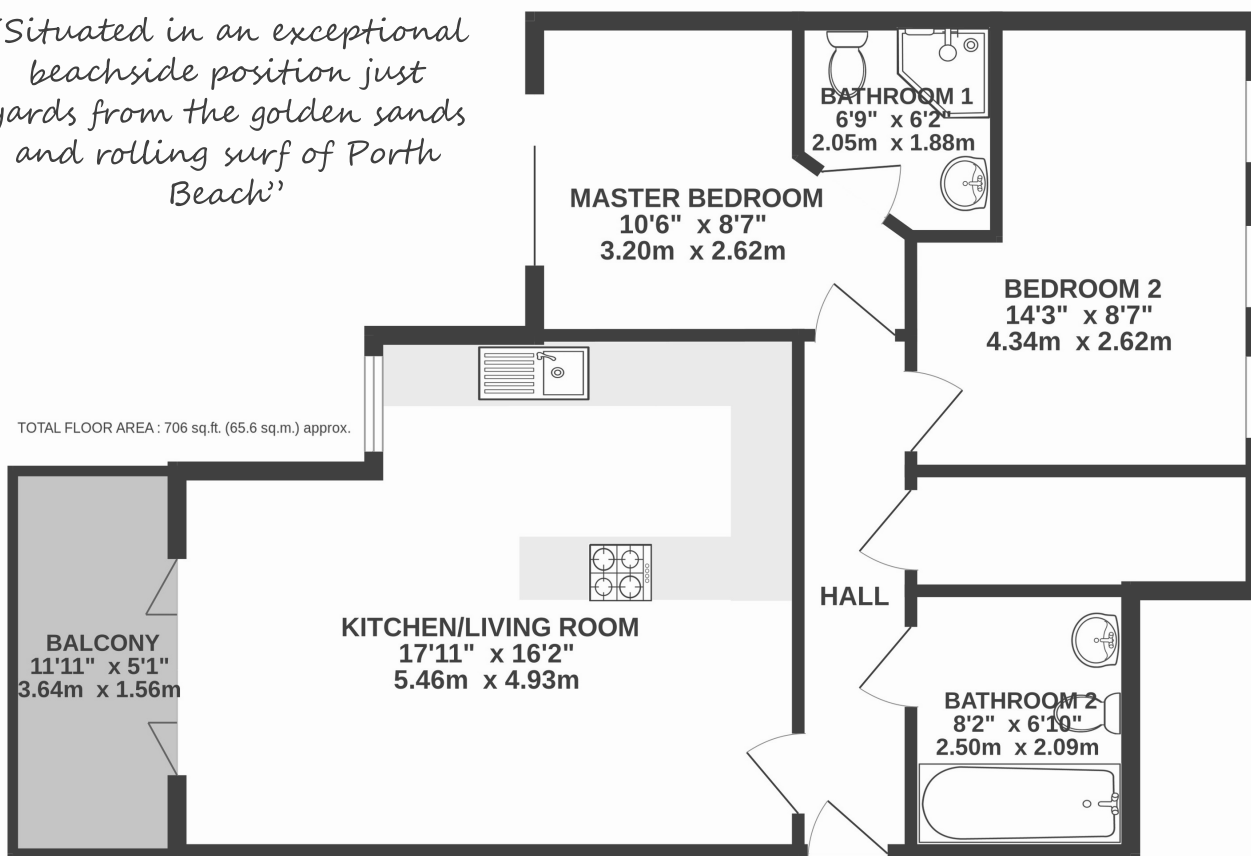 “Situated in an exceptional
beachside position just
yards from the golden sands
and rolling surf of Porth
Beach”
BATHROOM 1
6'9" x 6'2"
2.05m x 1.88m
MASTER BEDROOM
10'6" x 8'7"
3.20m x 2.62m
BEDROOM 2
14'3" x 8'7"
4.34m x 2.62m
TOTAL FLOOR AREA : 706 sq.ft. (65.6 sq.m.) approx.
HALL
KITCHEN/LIVING ROOM
17'11" x 16'2"
5.46m x 4.93m
BALCONY
11'11" x 5'1"
3.64m x 1.56m
BATHROOM 2
8'2" x 6'10"
2.50m x 2.09m